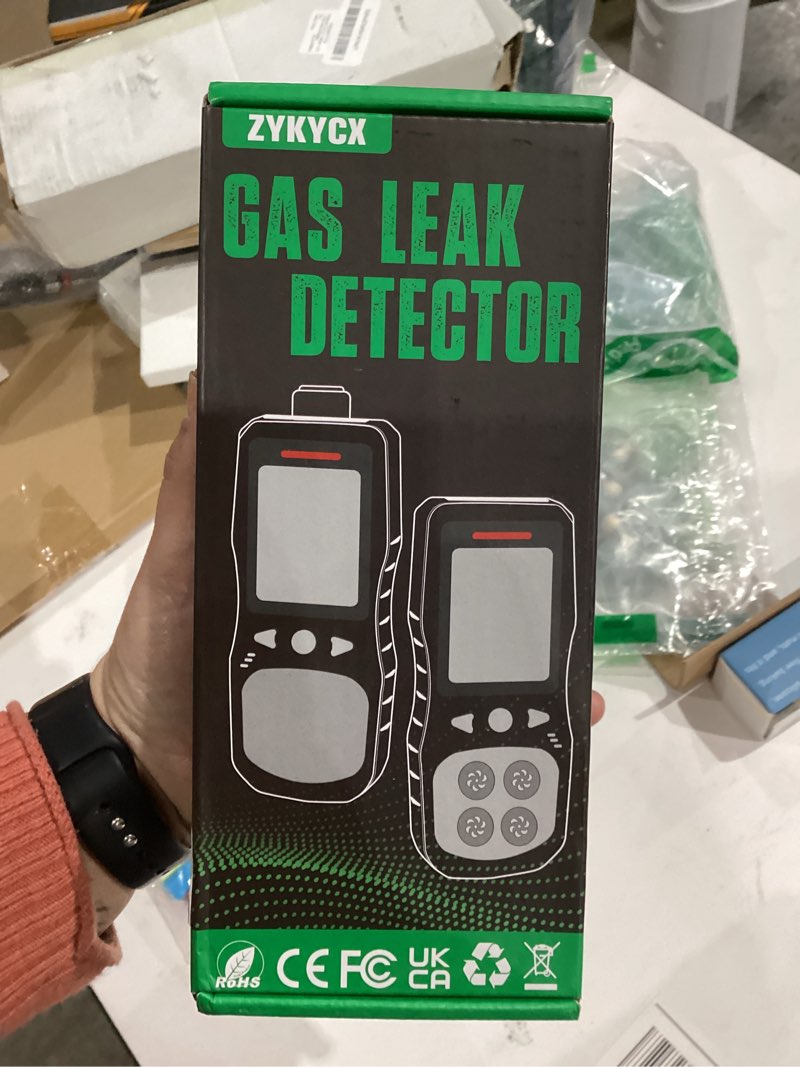 ZYKYCX
GAS LEAK
DETECTOR
RoHS
CE FC UK
CA